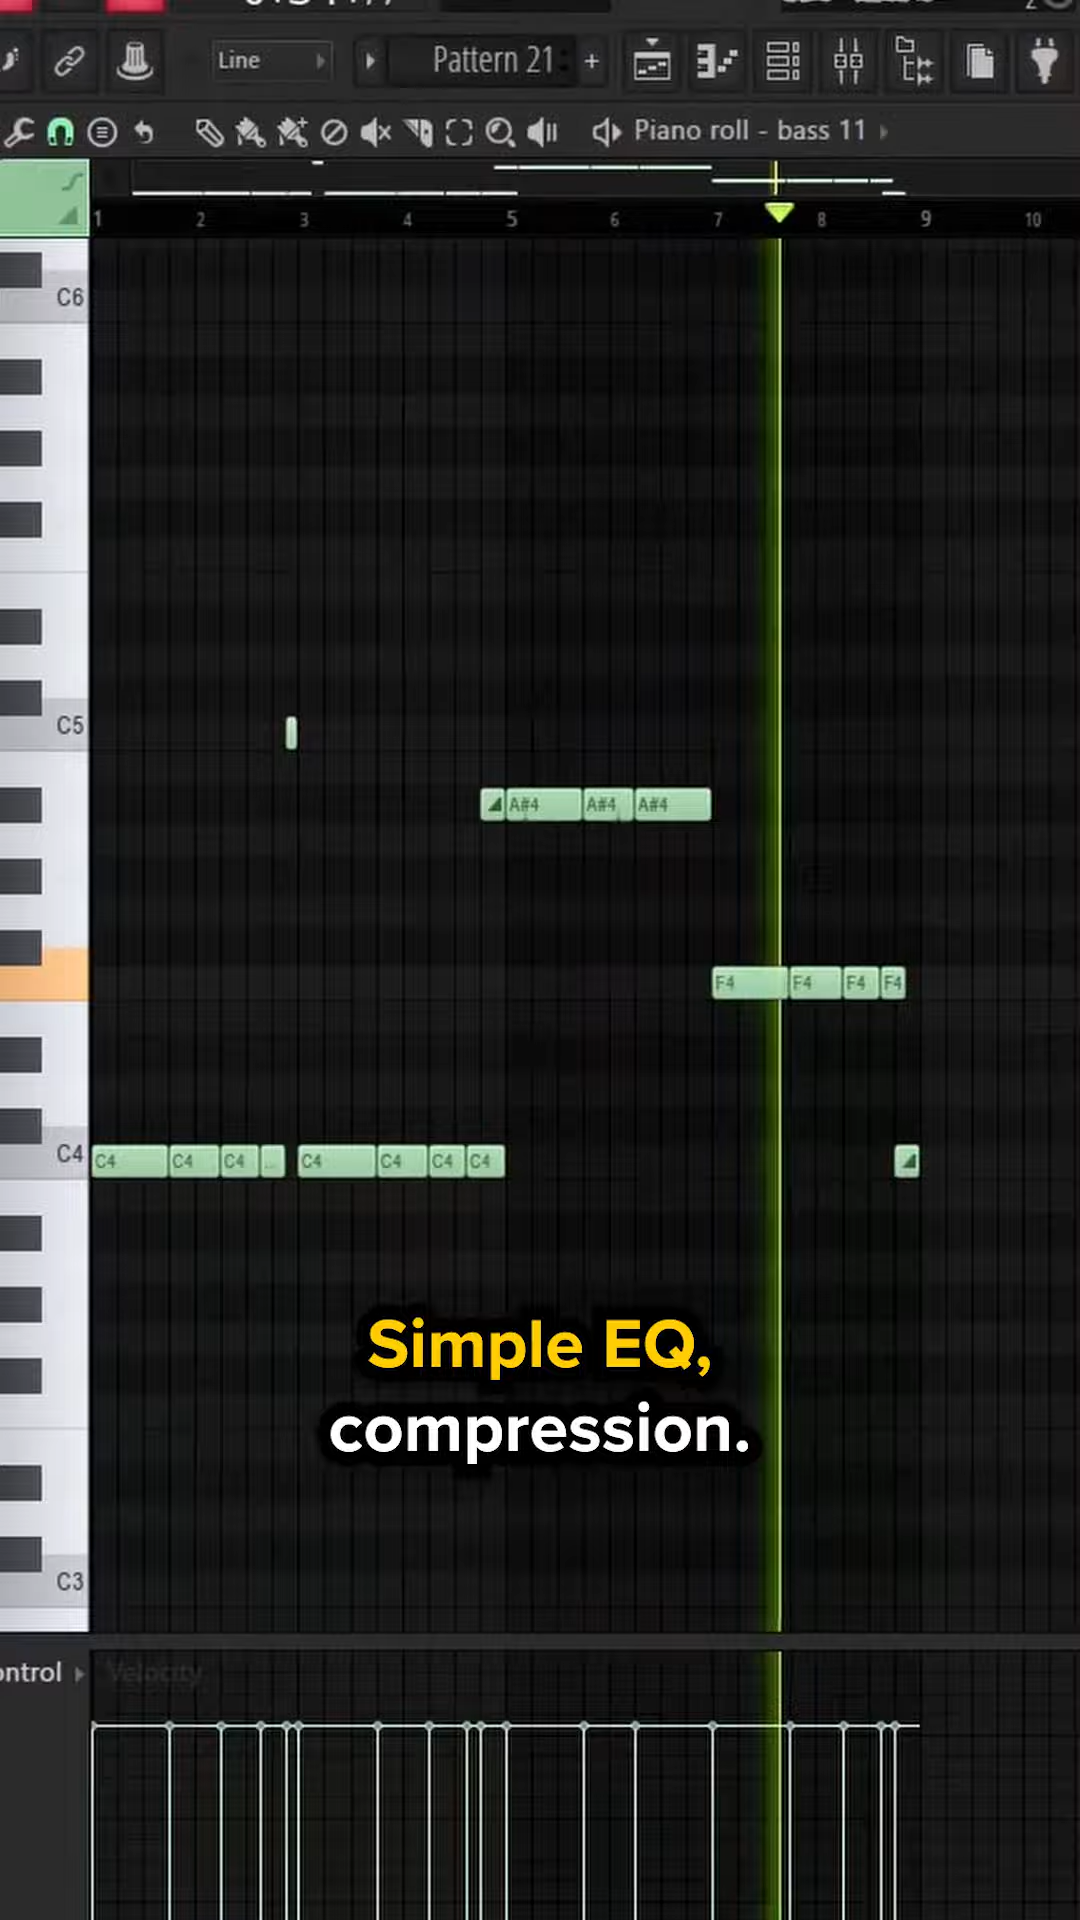 Line
Pattern 21
+
Piano roll - bass 11
1 2 3 4 5 6 7 8 9 10
C6
C5
A#4 A#4 A#4
F4 F4 F4 F4
C4
C4 C4 C4 ... C4 C4 C4 C4
Simple EQ,
compression.
C3
ontrol
Velocity